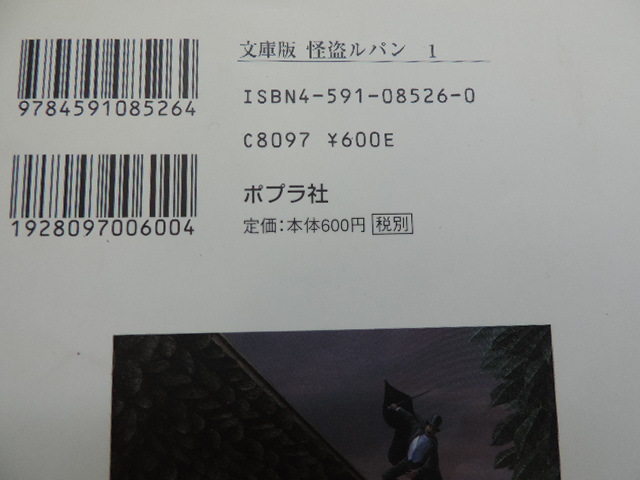 9784591085264
1928097006004
文庫版 怪盗ルパン 1
ISBN4-591-08526-0
C8097 ¥600E
ポプラ社
定価:本体600円 税別